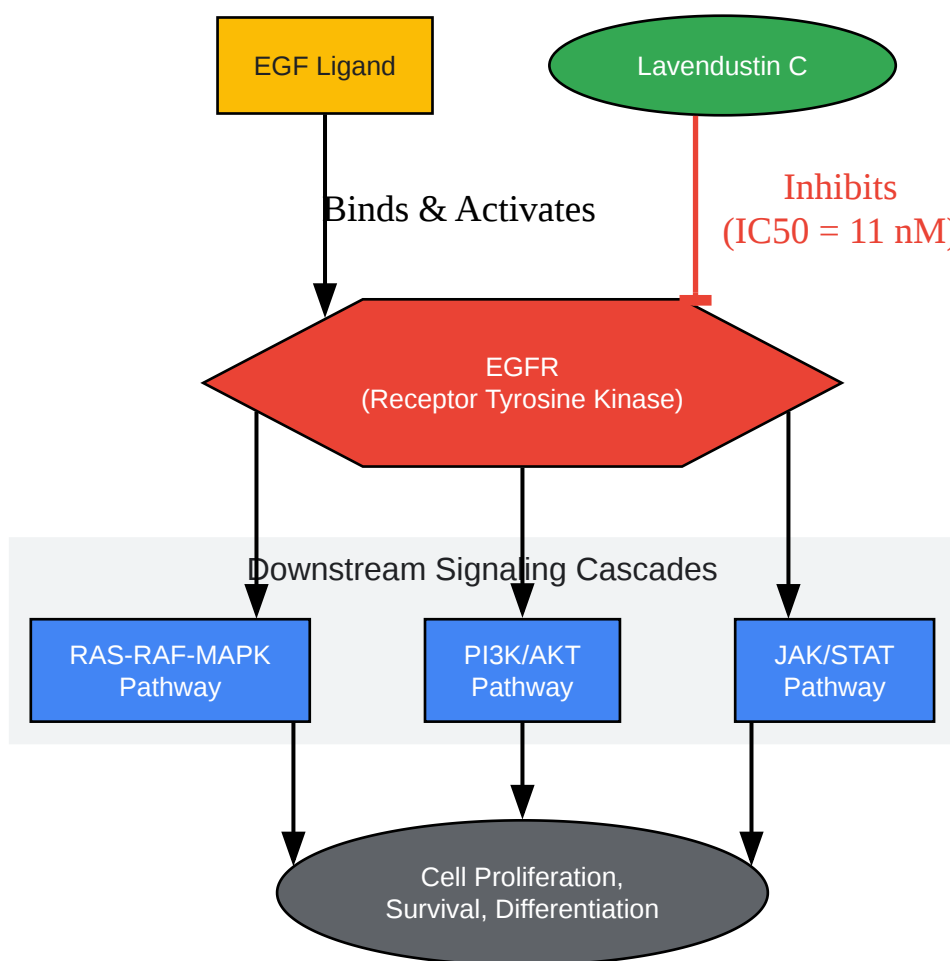 EGF Ligand
Lavendustin C
Binds & Activates
Inhibits
(IC50 = 11 nM)
EGFR
(Receptor Tyrosine Kinase)
Downstream Signaling Cascades
RAS-RAF-MAPK
Pathway
PI3K/AKT
Pathway
JAK/STAT
Pathway
Cell Proliferation,
Survival, Differentiation